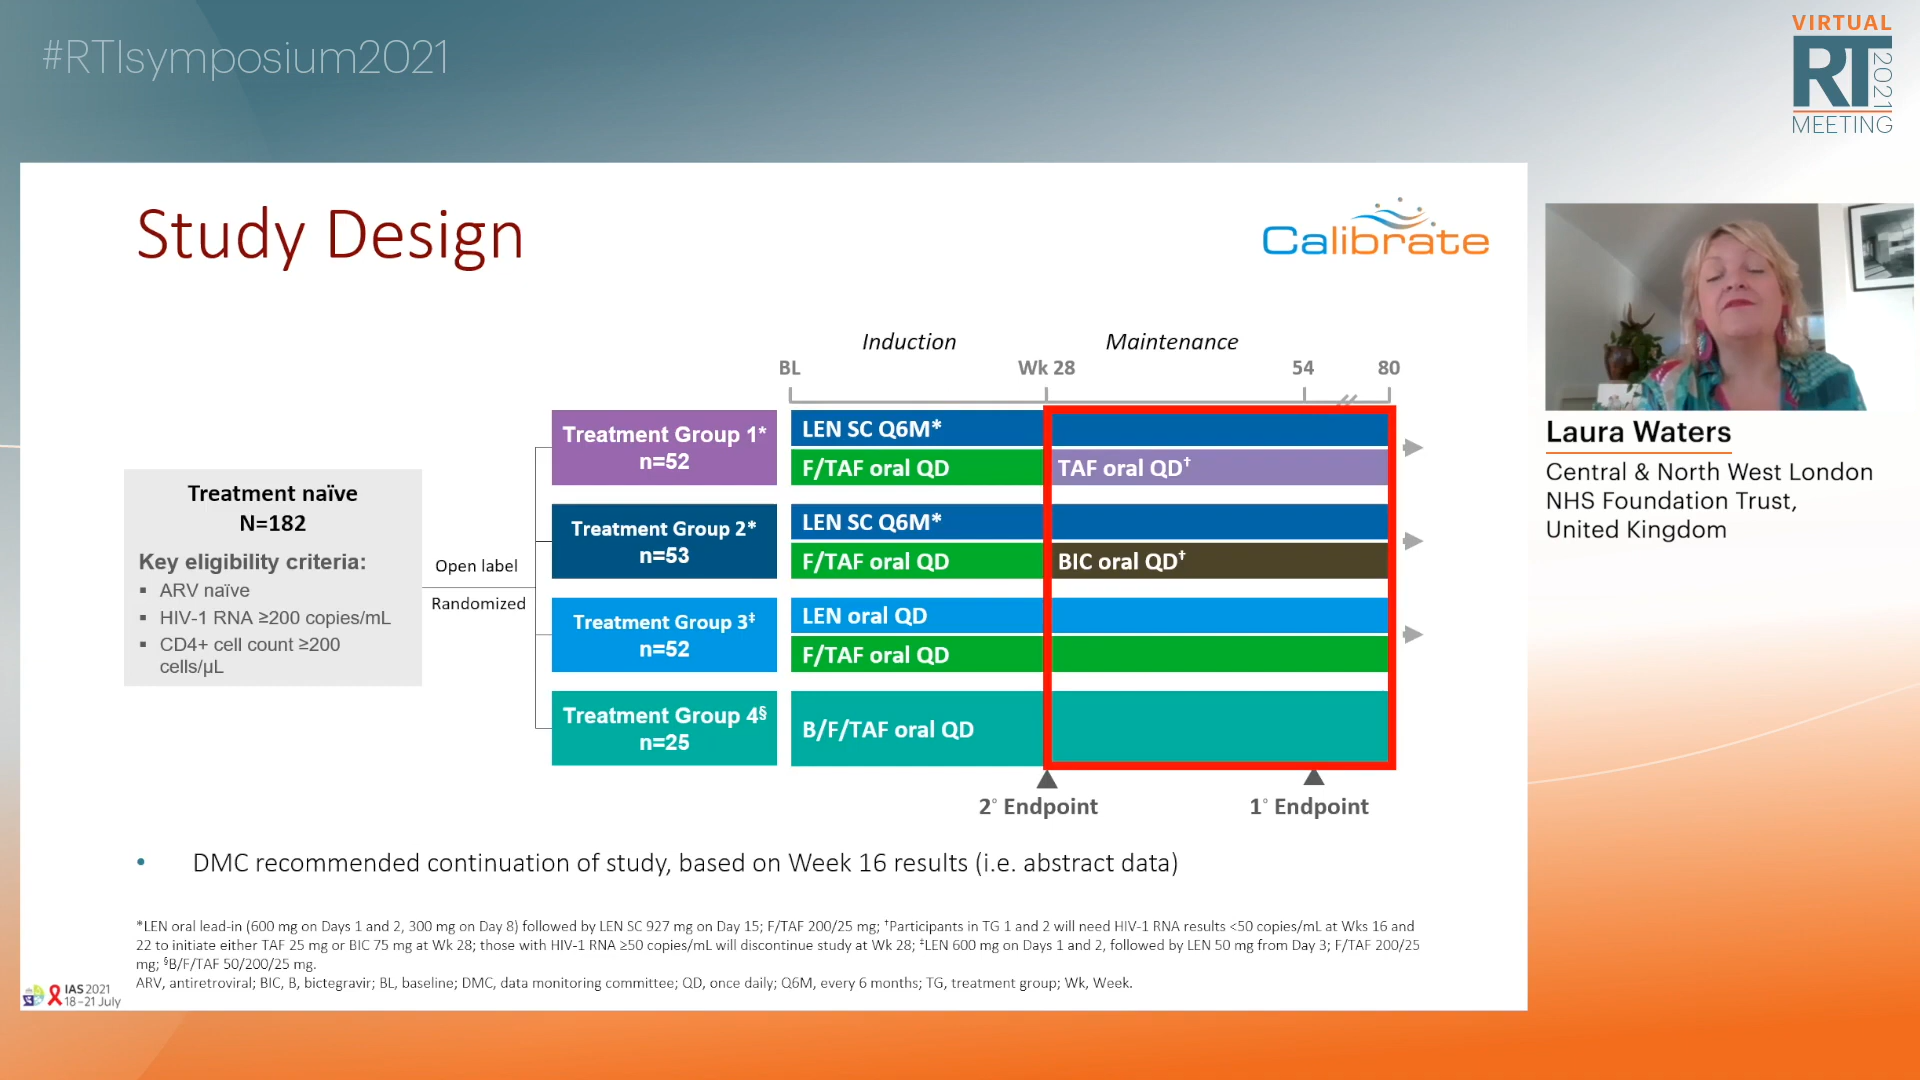 #RTIsymposium2021
VIRTUAL
RT
2021
MEETING
Study Design
Calibrate
Induction
Maintenance
BL
Wk 28
54
80
Treatment naïve
N=182
Key eligibility criteria:
▪ ARV naïve
▪ HIV-1 RNA ≥200 copies/mL
▪ CD4+ cell count ≥200
cells/µL
Open label
Randomized
Treatment Group 1*
n=52
LEN SC Q6M*
F/TAF oral QD
TAF oral QD†
Treatment Group 2*
n=53
LEN SC Q6M*
F/TAF oral QD
BIC oral QD†
Treatment Group 3‡
n=52
LEN oral QD
F/TAF oral QD
Treatment Group 4§
n=25
B/F/TAF oral QD
2° Endpoint
1° Endpoint
• DMC recommended continuation of study, based on Week 16 results (i.e. abstract data)
*LEN oral lead-in (600 mg on Days 1 and 2, 300 mg on Day 8) followed by LEN SC 927 mg on Day 15; F/TAF 200/25 mg; †Participants in TG 1 and 2 will need HIV-1 RNA results <50 copies/mL at Wks 16 and
22 to initiate either TAF 25 mg or BIC 75 mg at Wk 28; those with HIV-1 RNA ≥50 copies/mL will discontinue study at Wk 28; ‡LEN 600 mg on Days 1 and 2, followed by LEN 50 mg from Day 3; F/TAF 200/25
mg; §B/F/TAF 50/200/25 mg.
ARV, antiretroviral; BIC, B, bictegravir; BL, baseline; DMC, data monitoring committee; QD, once daily; Q6M, every 6 months; TG, treatment group; Wk, Week.
IAS 2021
18–21 July
Laura Waters
Central & North West London
NHS Foundation Trust,
United Kingdom